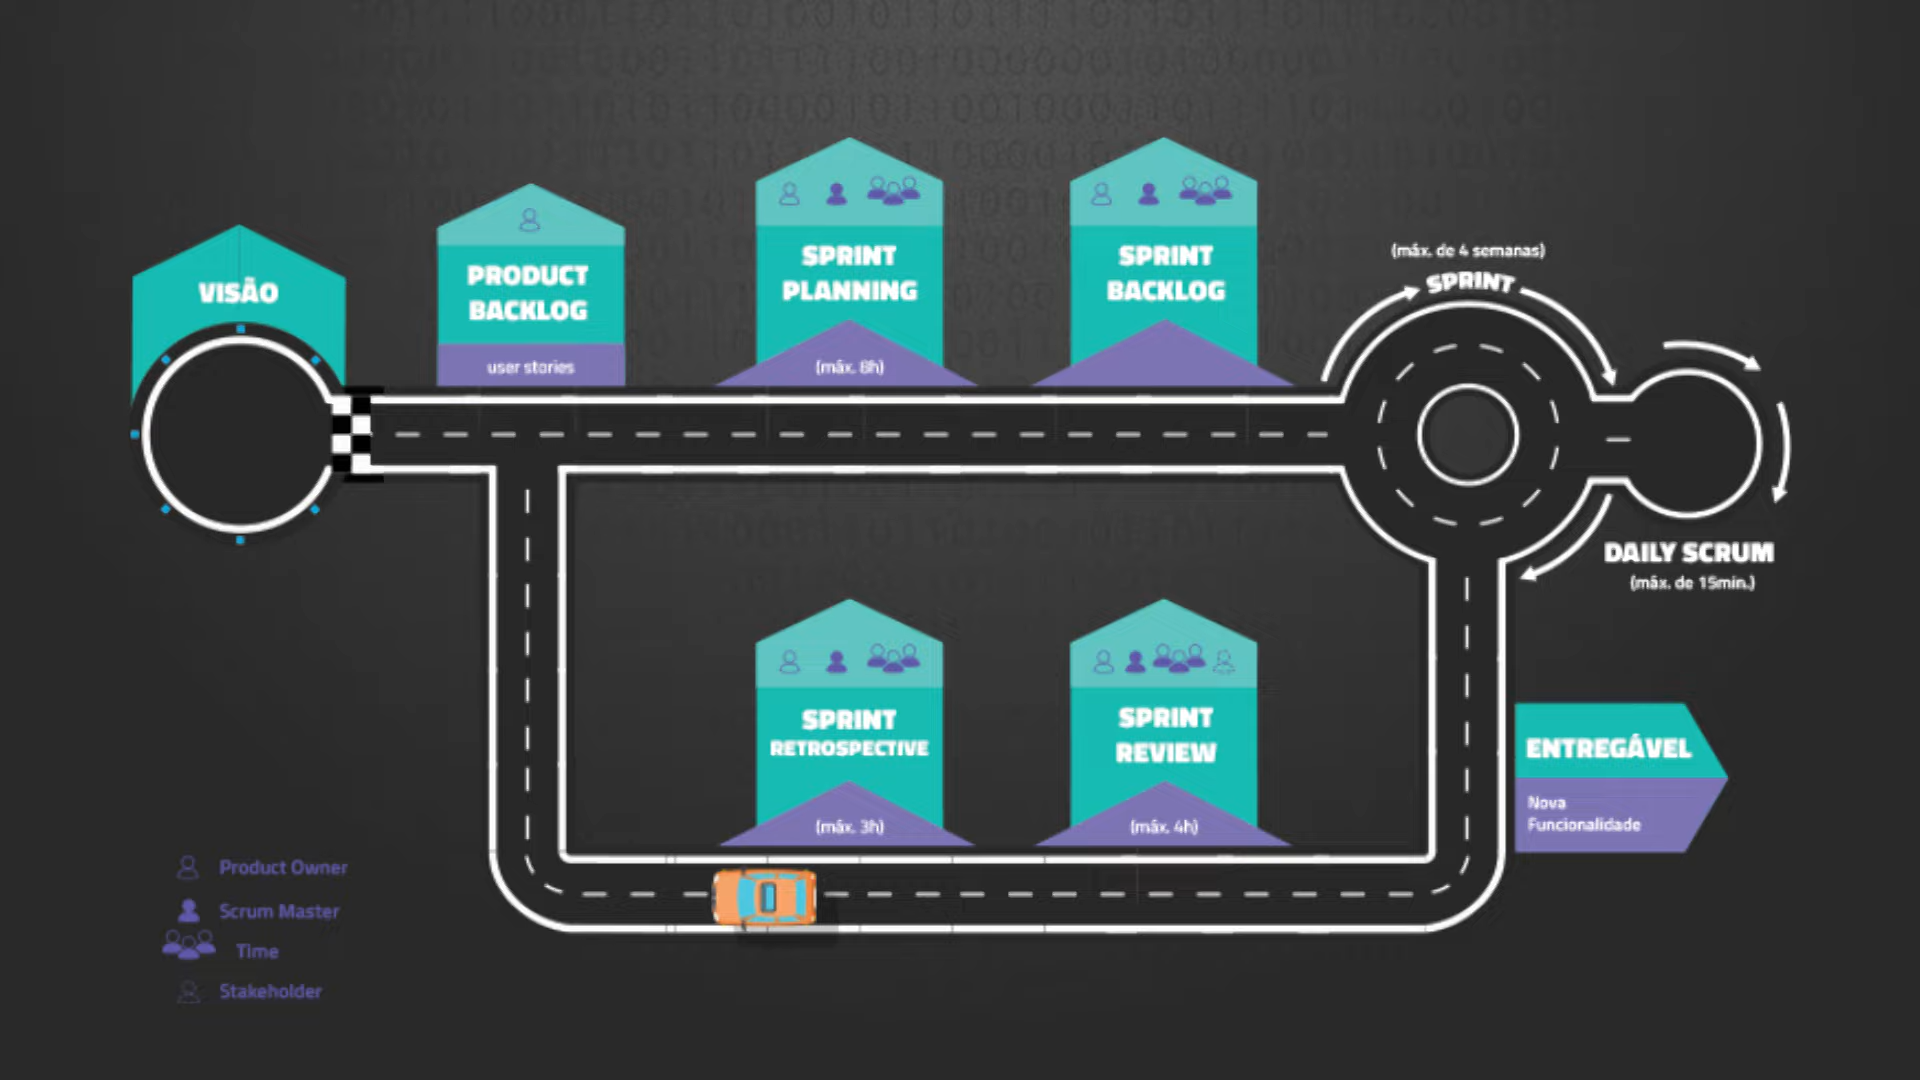 VISÃO
PRODUCT
BACKLOG
user stories
SPRINT
PLANNING
(máx. 8h)
SPRINT
BACKLOG
(máx. de 4 semanas)
SPRINT
DAILY SCRUM
(máx. de 15min.)
SPRINT
RETROSPECTIVE
(máx. 3h)
SPRINT
REVIEW
(máx. 4h)
ENTREGÁVEL
Nova
Funcionalidade
Product Owner
Scrum Master
Time
Stakeholder